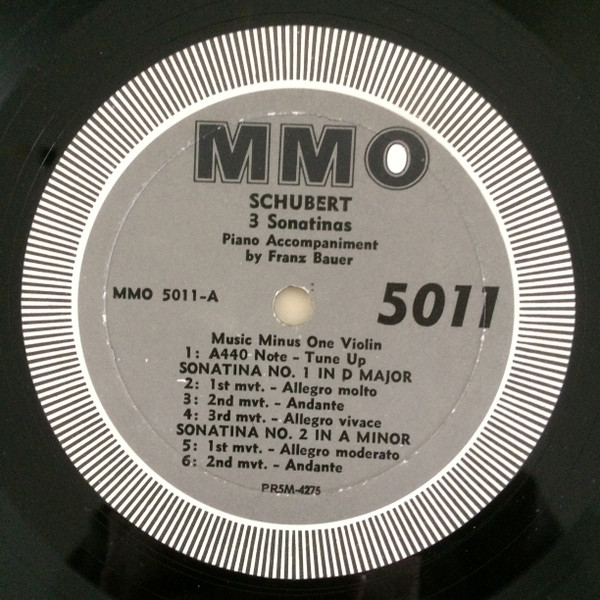 MMO
SCHUBERT
3 Sonatinas
Piano Accompaniment
by Franz Bauer
MMO 5011-A
5011
Music Minus One Violin
1: A440 Note - Tune Up
SONATINA NO. 1 IN D MAJOR
2: 1st mvt. - Allegro molto
3: 2nd mvt. - Andante
4: 3rd mvt. - Allegro vivace
SONATINA NO. 2 IN A MINOR
5: 1st mvt. - Allegro moderato
6: 2nd mvt. - Andante
PR5M-4275